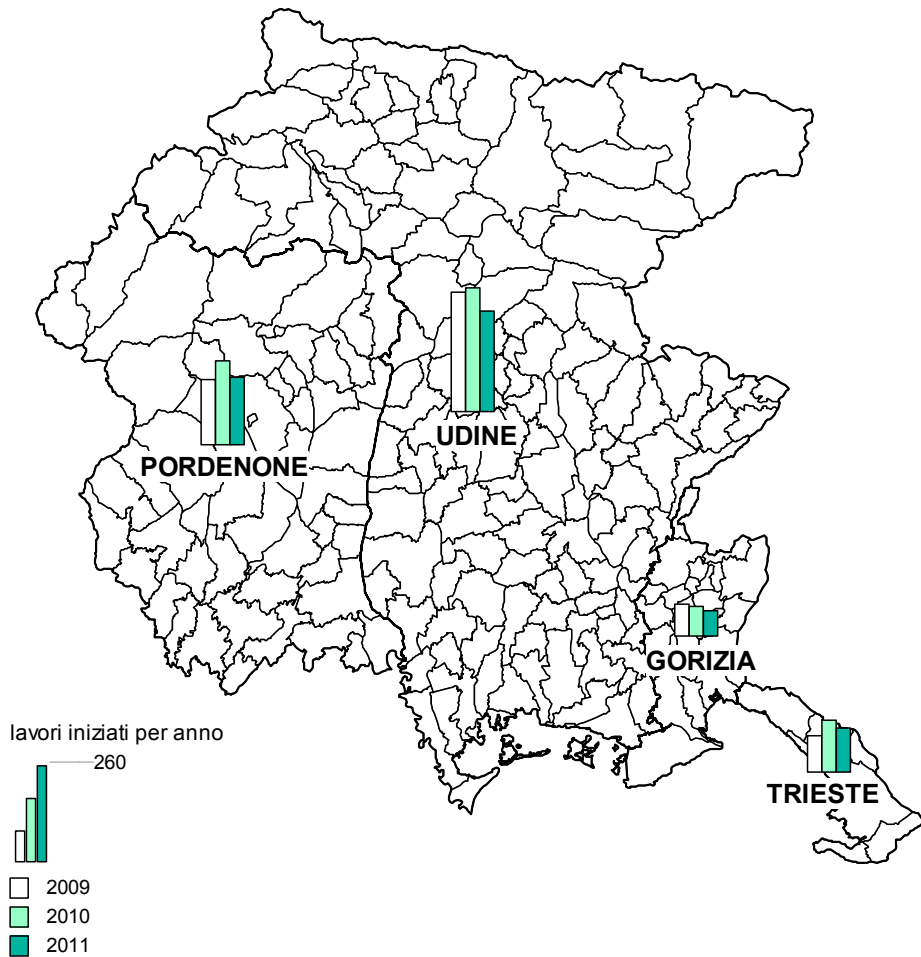 UDINE
PORDENONE
GORIZIA
TRIESTE
lavori iniziati per anno
260
2009
2010
2011